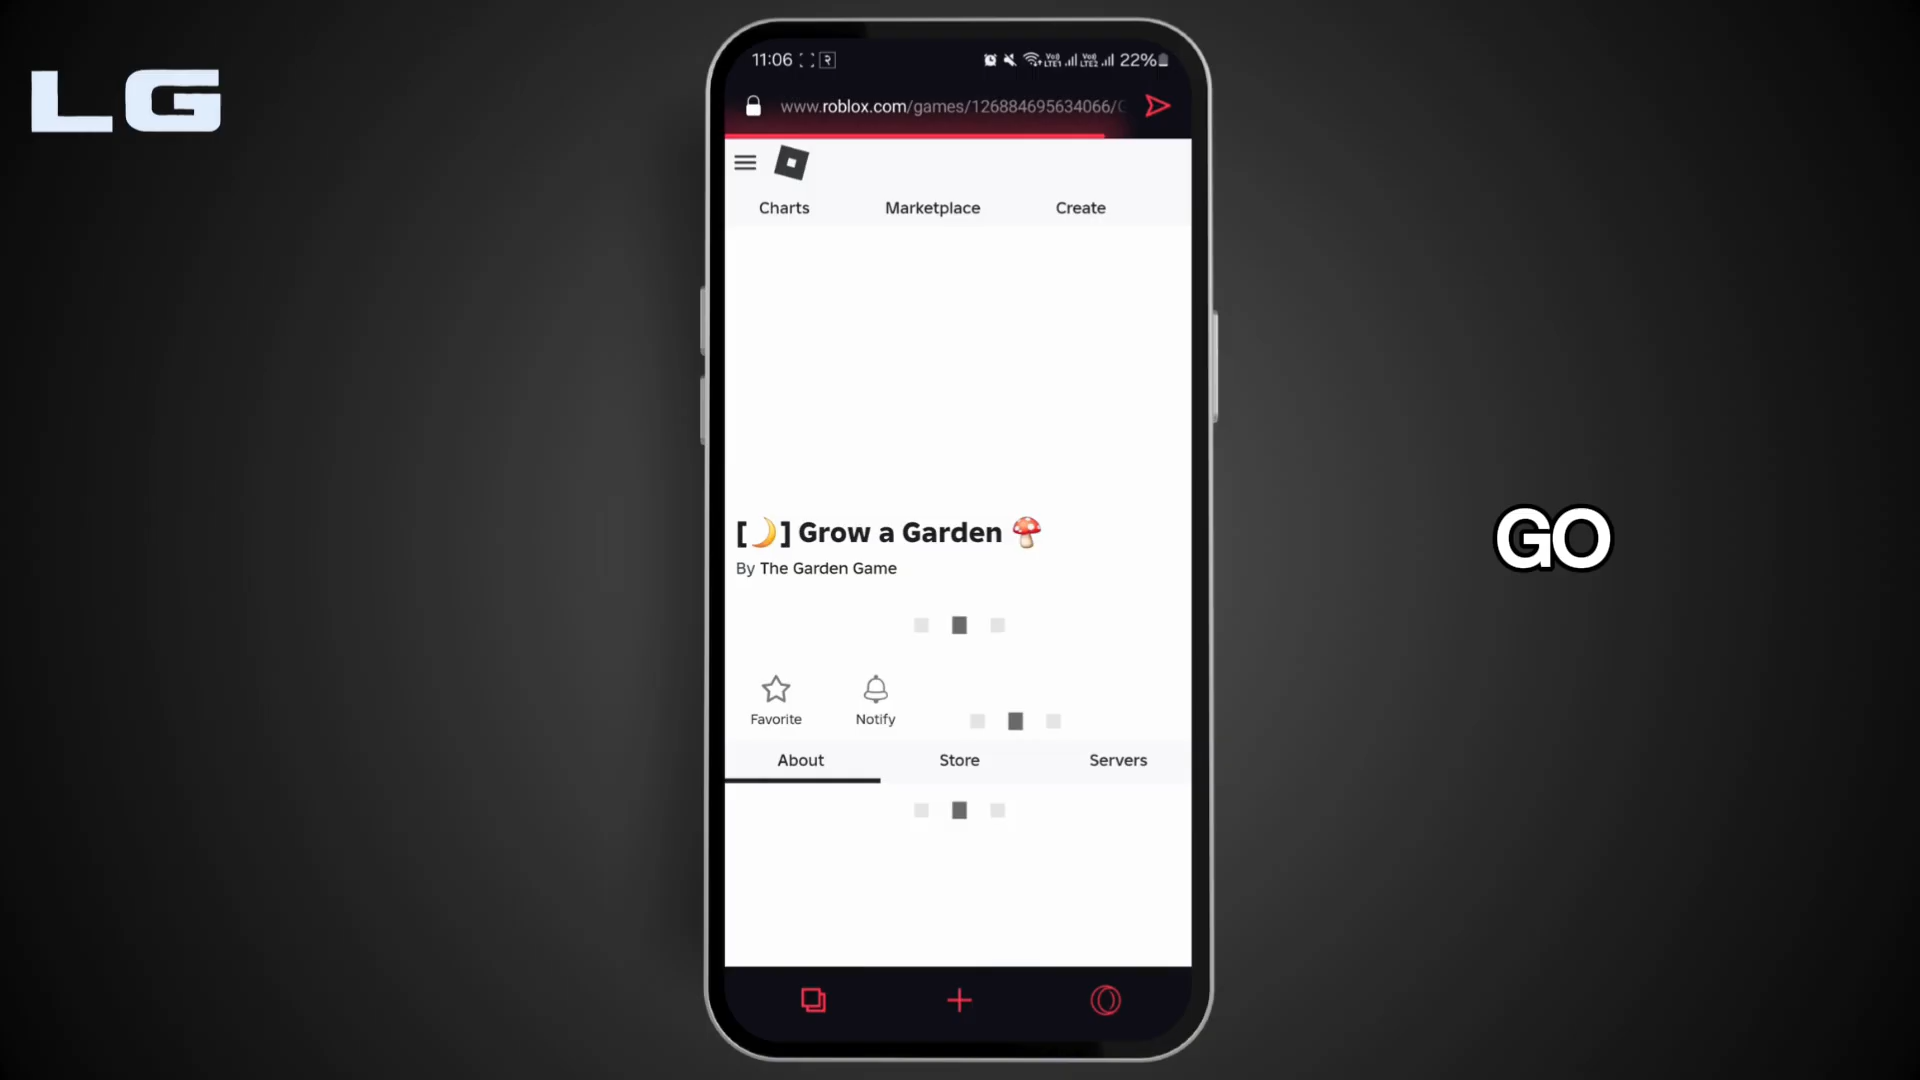 LG
11:06 22%
www.roblox.com/games/126884695634066/
Charts Marketplace Create
[🌙] Grow a Garden 🍄
By The Garden Game
Favorite Notify
About Store Servers
GO